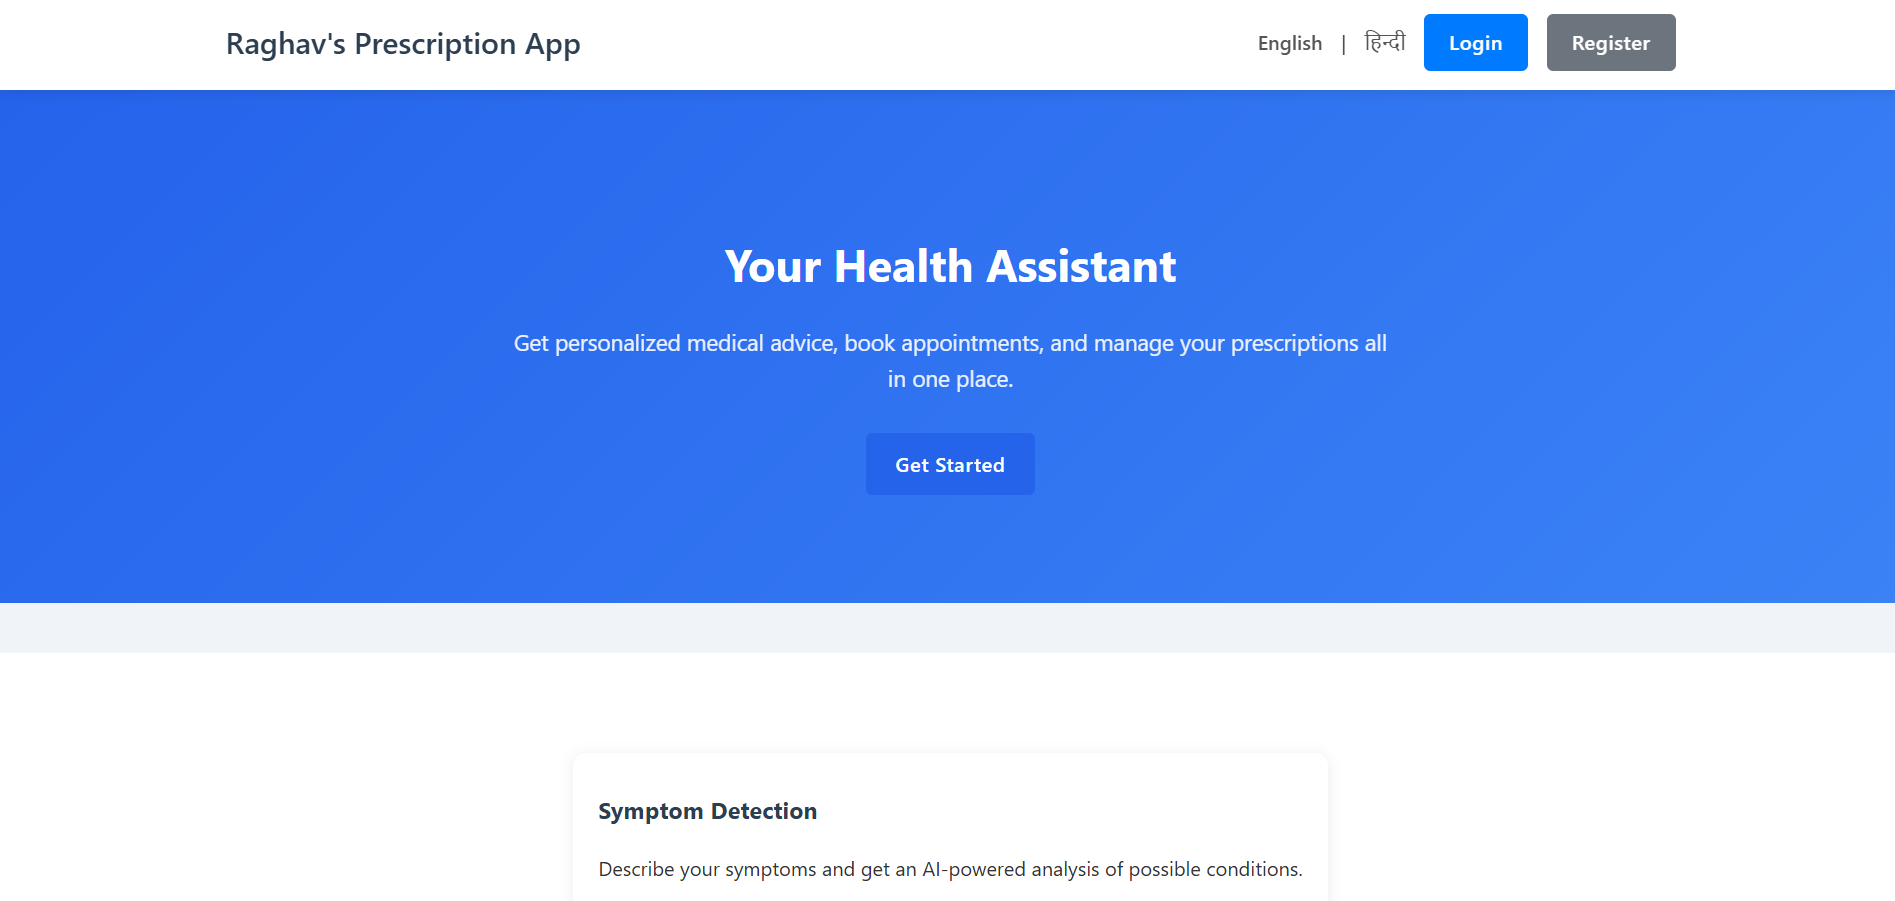 Raghav's Prescription App
English | हिन्दी Login Register
Your Health Assistant
Get personalized medical advice, book appointments, and manage your prescriptions all
in one place.
Get Started
Symptom Detection
Describe your symptoms and get an AI-powered analysis of possible conditions.